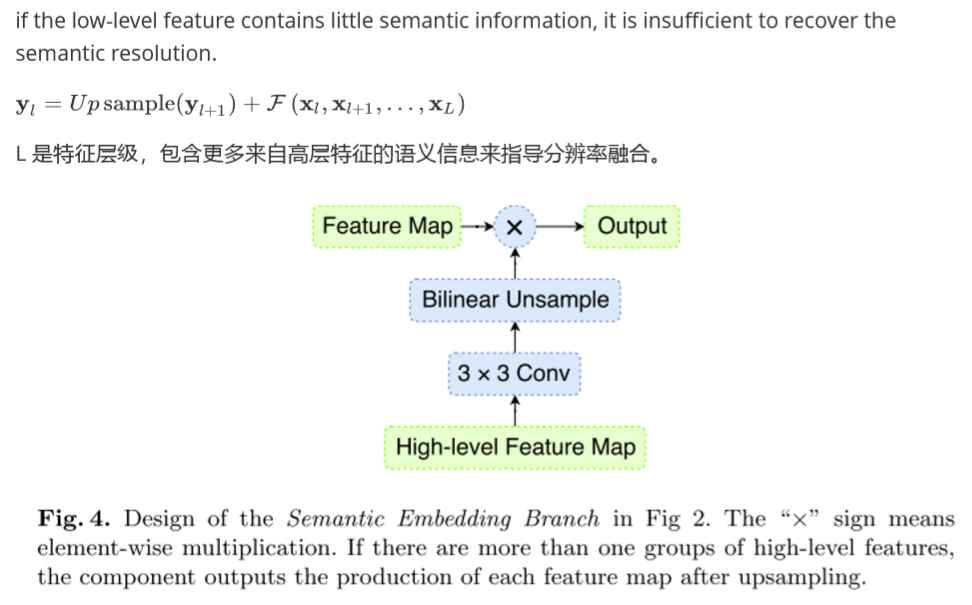 if the low-level feature contains little semantic information, it is insufficient to recover the
semantic resolution.
y_l = Upsample(y_{l+1}) + ℱ (x_l, x_{l+1}, . . . , x_L)
L 是特征层级，包含更多来自高层特征的语义信息来指导分辨率融合。
Feature Map × Output
Bilinear Unsample
3 × 3 Conv
High-level Feature Map
Fig. 4. Design of the Semantic Embedding Branch in Fig 2. The “×” sign means
element-wise multiplication. If there are more than one groups of high-level features,
the component outputs the production of each feature map after upsampling.